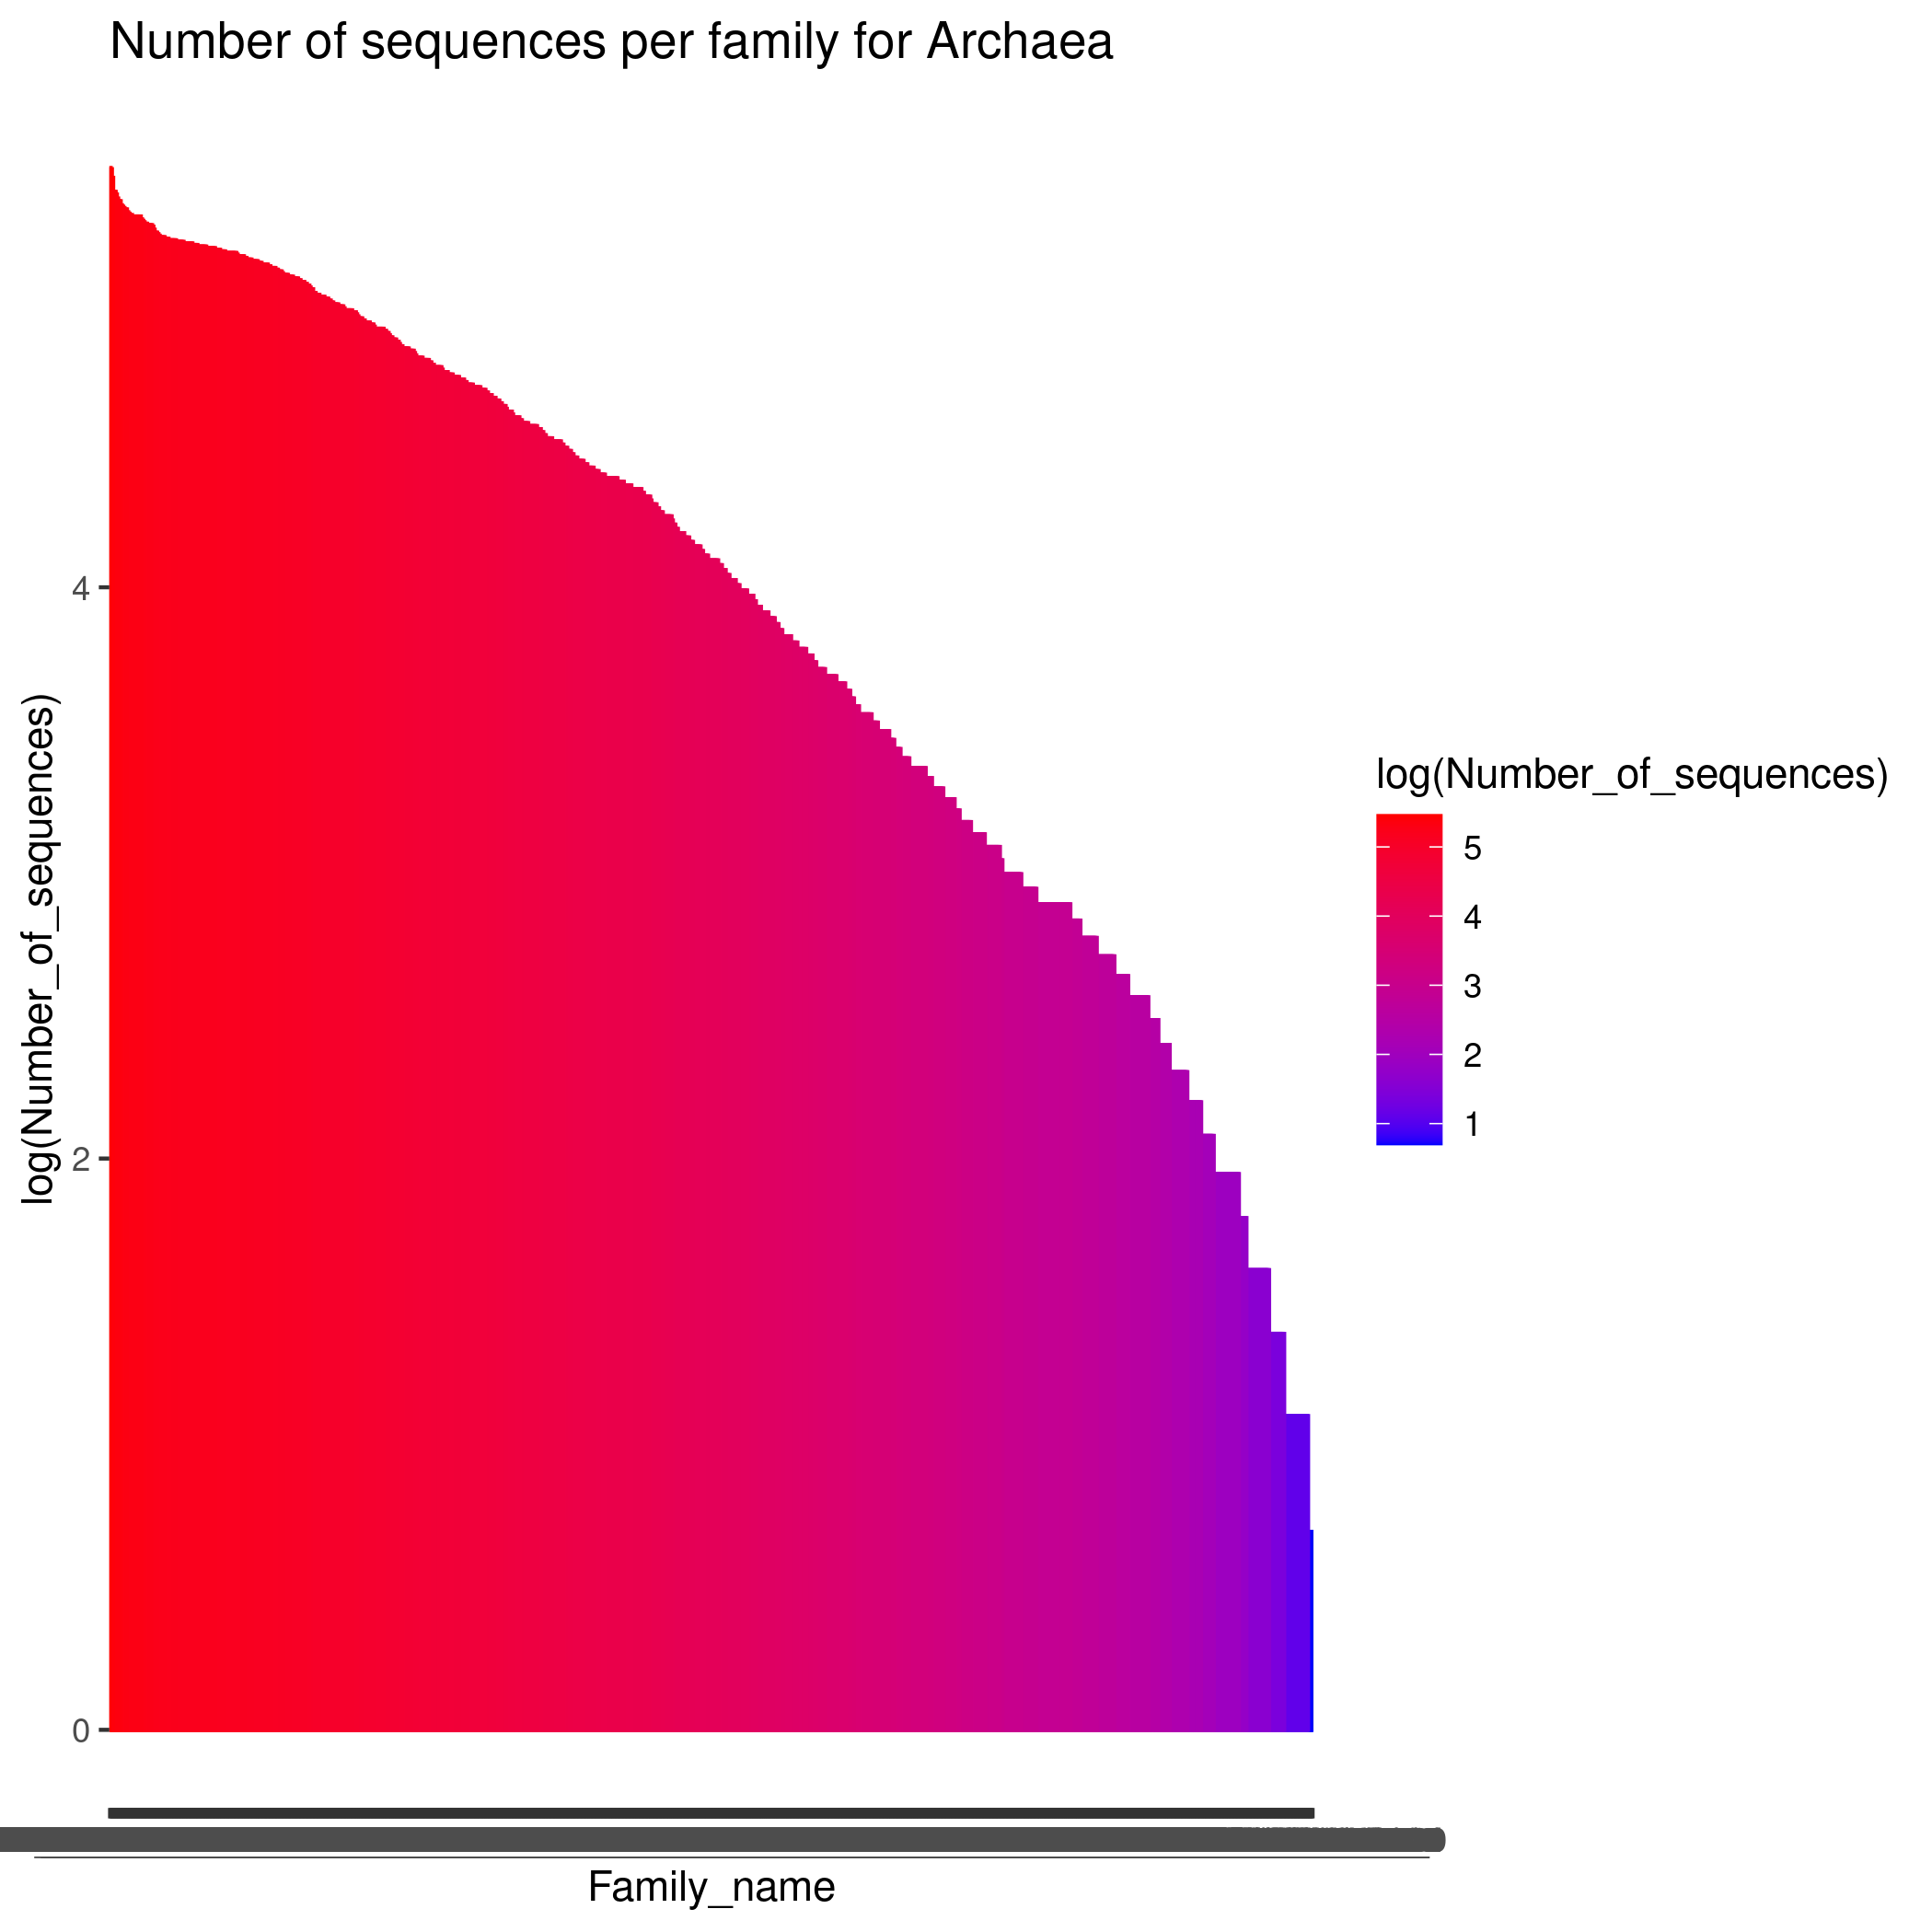 Number of sequences per family for Archaea
log(Number_of_sequences)
4
2
0
Family_name
log(Number_of_sequences)
5
4
3
2
1